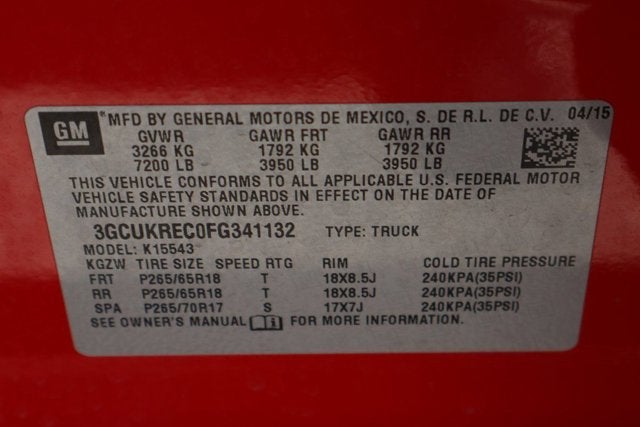 GM *MFD BY GENERAL MOTORS DE MEXICO, S. DE R.L. DE C.V. 04/15
GVWR GAWR FRT GAWR RR
3266 KG 1792 KG 1792 KG
7200 LB 3950 LB 3950 LB
THIS VEHICLE CONFORMS TO ALL APPLICABLE U.S. FEDERAL MOTOR
VEHICLE SAFETY STANDARDS IN EFFECT ON THE DATE OF
MANUFACTURE SHOWN ABOVE.
3GCUKREC0FG341132 TYPE: TRUCK
MODEL: K15543
KGZW TIRE SIZE SPEED RTG RIM COLD TIRE PRESSURE
FRT P265/65R18 T 18X8.5J 240KPA(35PSI)
RR P265/65R18 T 18X8.5J 240KPA(35PSI)
SPA P265/70R17 S 17X7J 240KPA(35PSI)
SEE OWNER'S MANUAL FOR MORE INFORMATION.